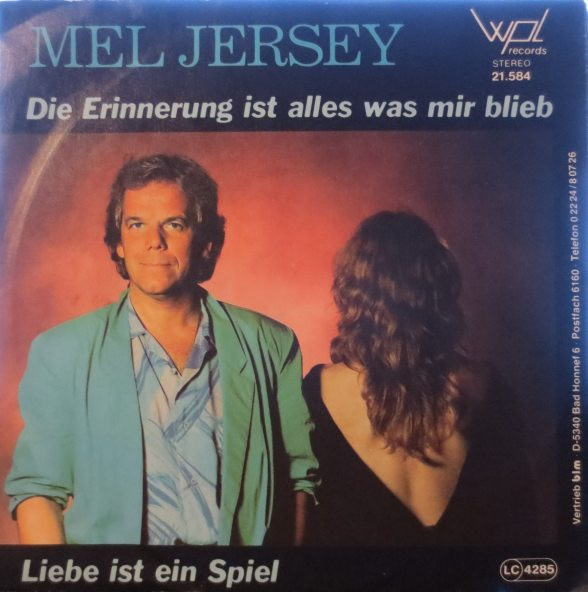 MEL JERSEY
wpl
records
STEREO
21.584
Die Erinnerung ist alles was mir blieb
Vertrieb blm · D-5340 Bad Honnef 6 · Postfach 6160 · Telefon 0 22 24 / 8 07 26
Liebe ist ein Spiel
LC 4285